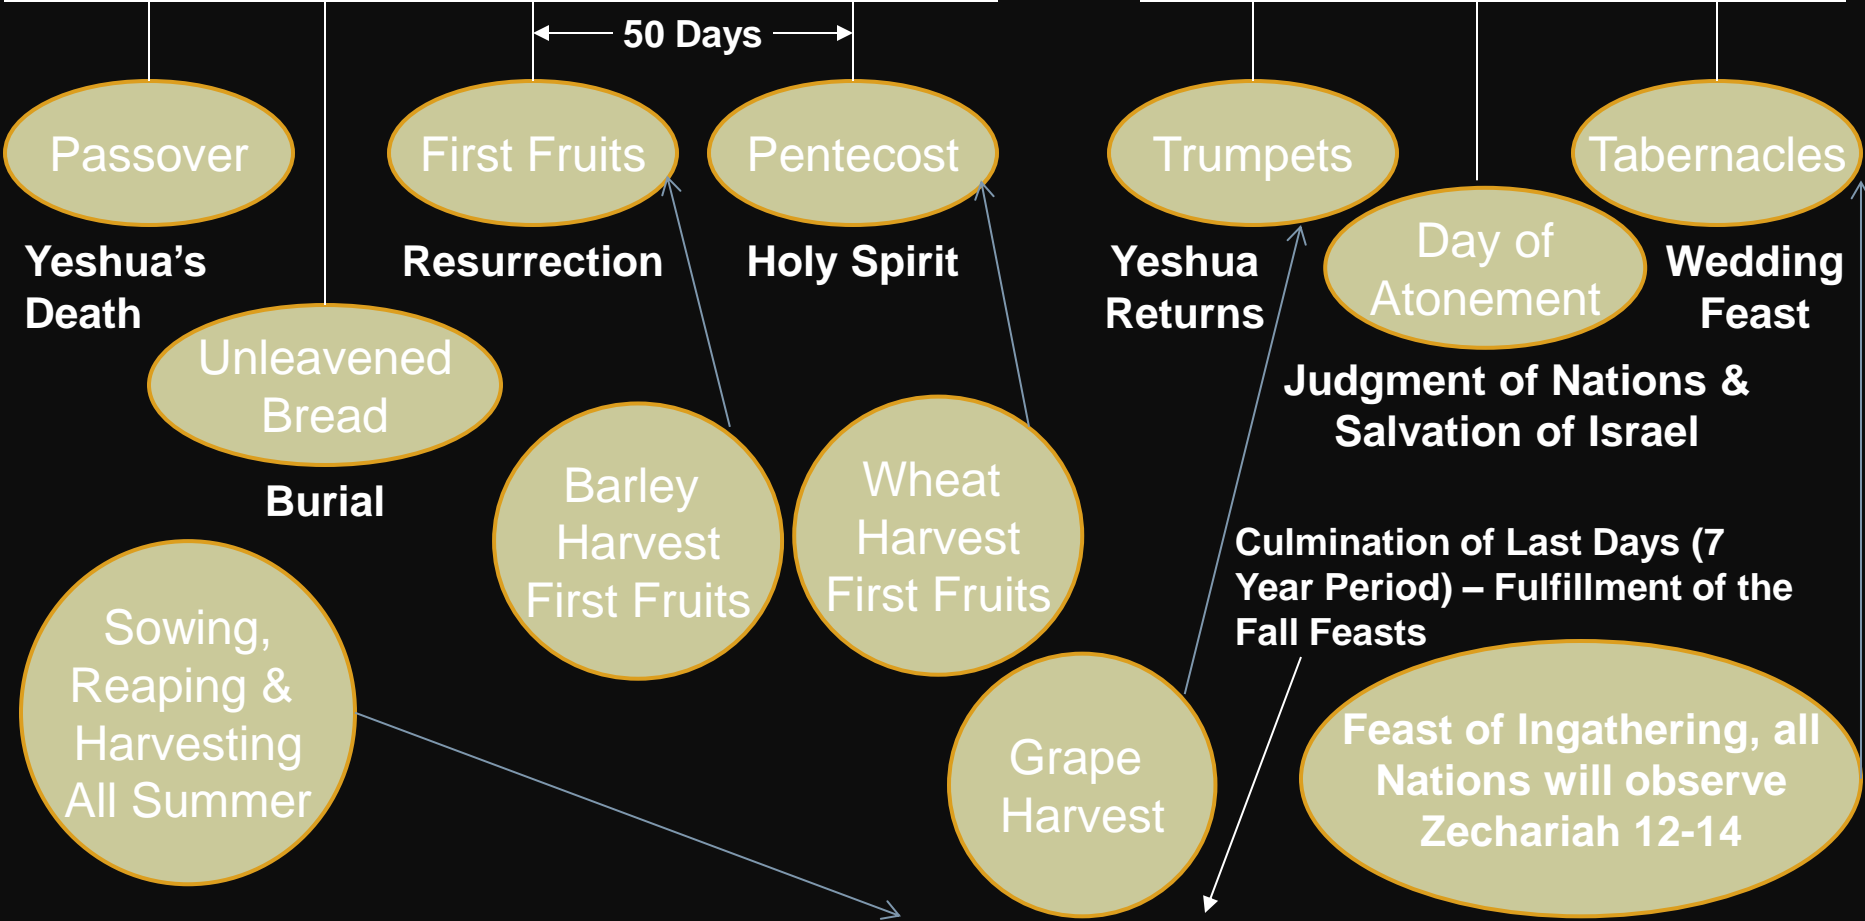 50 Days
Passover
First Fruits
Pentecost
Trumpets
Tabernacles
Yeshua’s
Death
Resurrection
Holy Spirit
Yeshua
Returns
Day of
Atonement
Wedding
Feast
Unleavened
Bread
Burial
Judgment of Nations &
Salvation of Israel
Barley
Harvest
First Fruits
Wheat
Harvest
First Fruits
Culmination of Last Days (7
Year Period) – Fulfillment of the
Fall Feasts
Sowing,
Reaping &
Harvesting
All Summer
Grape
Harvest
Feast of Ingathering, all
Nations will observe
Zechariah 12-14